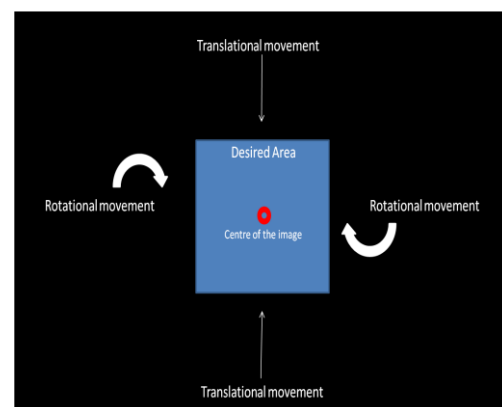 Translational movement
Desired Area
Rotational movement
Rotational movement
Centre of the image
Translational movement